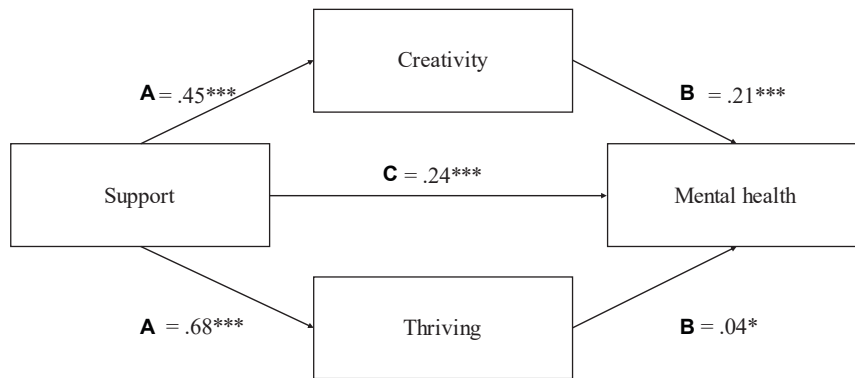 Creativity
A = .45***
B = .21***
Support
C = .24***
Mental health
A = .68***
Thriving
B = .04*